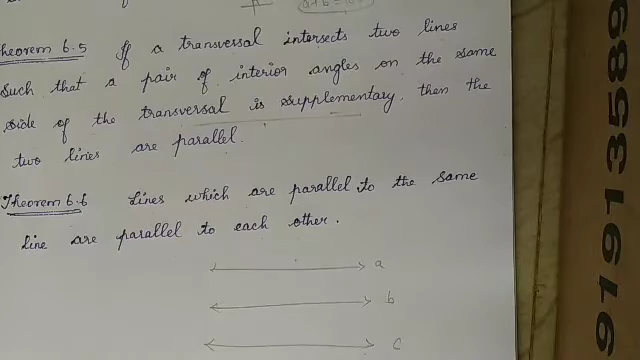 Theorem 6.5 If a transversal intersects two lines
such that a pair of interior angles on the same
side of the transversal is supplementary, then the
two lines are parallel.
Theorem 6.6 Lines which are parallel to the same
line are parallel to each other.
a
b
c
9191358